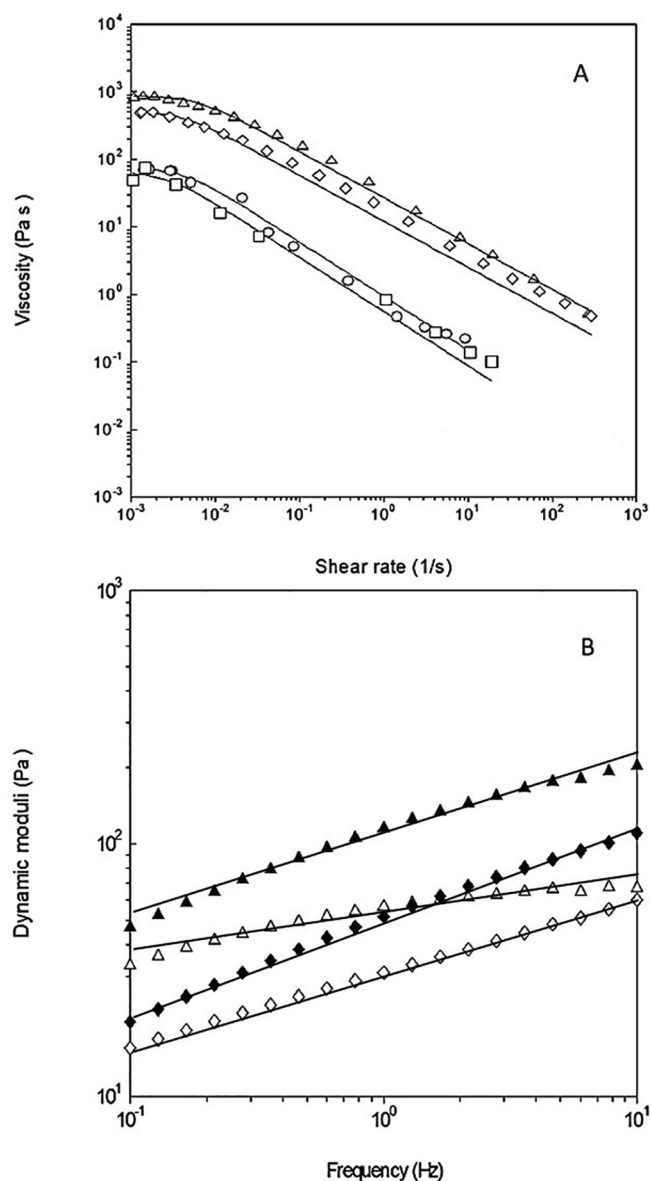 A
Viscosity (Pa s)
10⁴
10³
10²
10¹
10⁰
10⁻¹
10⁻²
10⁻³
10⁻³ 10⁻² 10⁻¹ 10⁰ 10¹ 10² 10³
Shear rate (1/s)
B
Dynamic moduli (Pa)
10³
10²
10¹
10⁻¹ 10⁰ 10¹
Frequency (Hz)